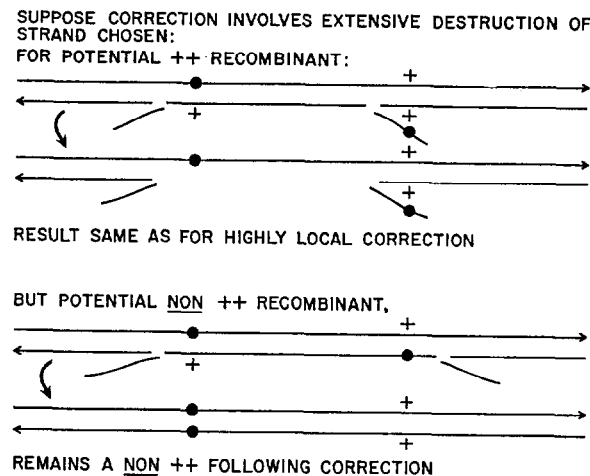 SUPPOSE CORRECTION INVOLVES EXTENSIVE DESTRUCTION OF
STRAND CHOSEN:
FOR POTENTIAL ++ RECOMBINANT:
+
+ +
+
+
RESULT SAME AS FOR HIGHLY LOCAL CORRECTION
BUT POTENTIAL NON ++ RECOMBINANT,
+
+
+
+
REMAINS A NON ++ FOLLOWING CORRECTION